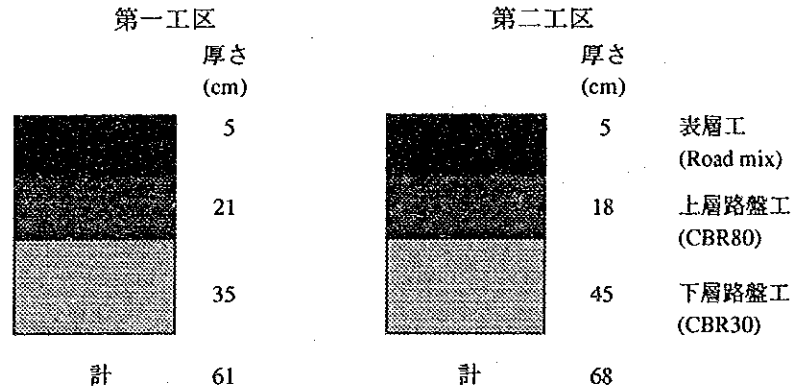 第一工区
厚さ
(cm)
5
21
35
計 61
第二工区
厚さ
(cm)
5 表層工
(Road mix)
18 上層路盤工
(CBR80)
45 下層路盤工
(CBR30)
計 68